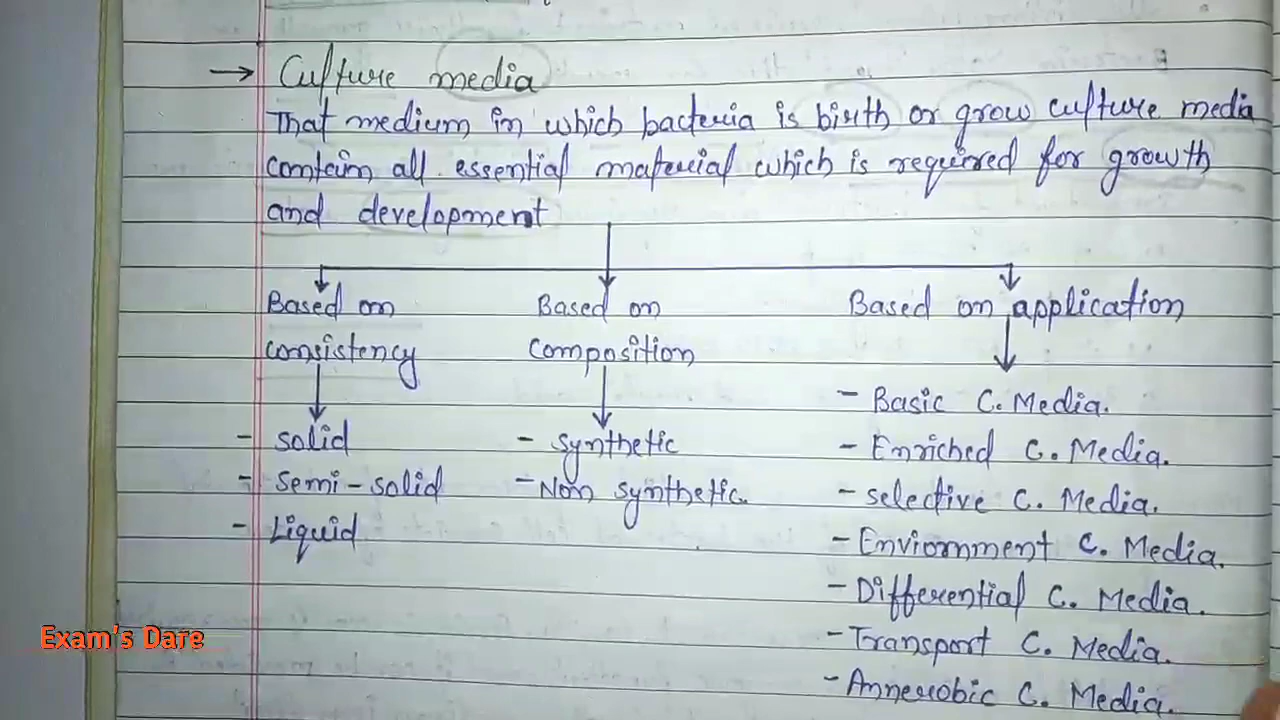 → Culture media
That medium in which bacteria is birth or grow culture media
contain all essential material which is required for growth
and development
Based on
consistency
- Solid
- Semi-solid
- Liquid
Based on
composition
- Synthetic
- Non synthetic.
Based on application
- Basic C. Media.
- Enriched C. Media.
- Selective C. Media.
- Enviornment C. Media.
- Differential C. Media.
- Transport C. Media.
- Annerobic C. Media.
Exam's Dare